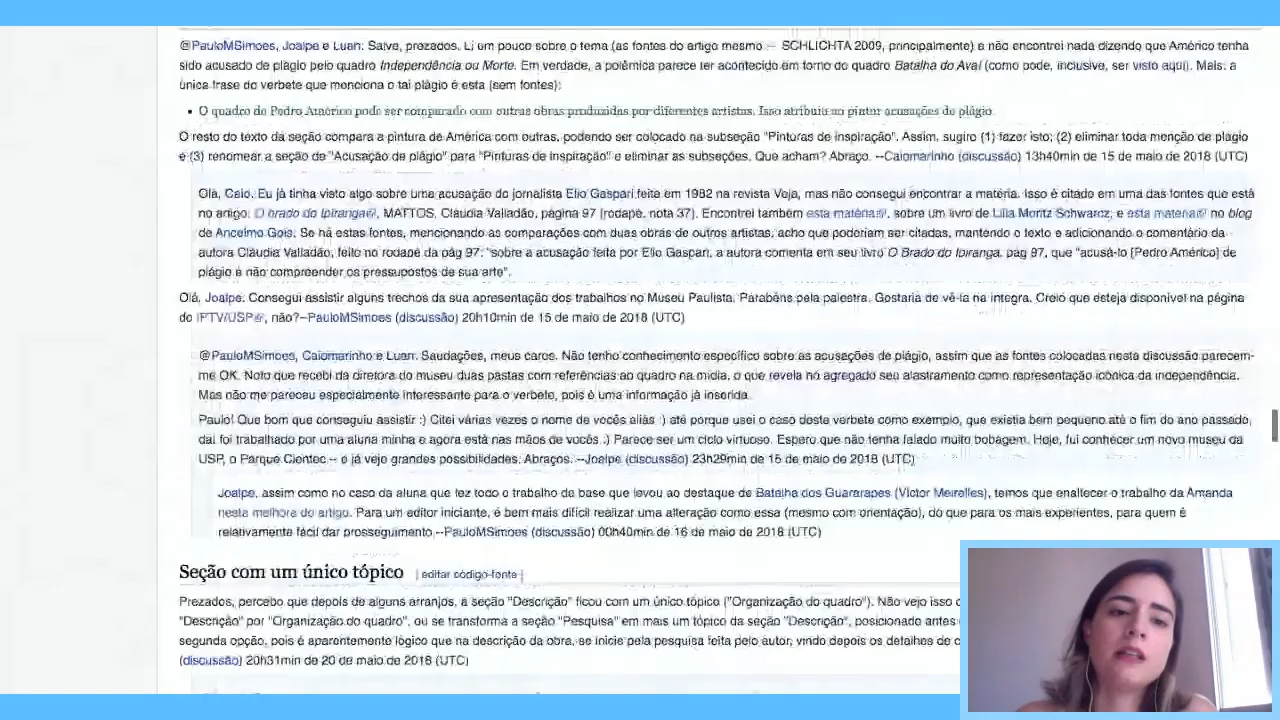 @PauloMSimoes, Joalpe e Luan: Salve, prezados. Li um pouco sobre o tema (as fontes do artigo mesmo — SCHLICHTA 2009, principalmente) e não encontrei nada dizendo que Américo tenha
sido acusado de plágio pelo quadro Independência ou Morte. Em verdade, a polêmica parece ter acontecido em torno do quadro Batalha do Avaí (como pode, inclusive, ser visto aqui). Mais: a
única frase do verbete que menciona o tal plágio é esta (sem fontes):
• O quadro de Pedro Américo pode ser comparado com outras obras produzidas por diferentes artistas. Isso atribuiu ao pintor acusações de plágio.
O resto do texto da seção compara a pintura de América com outras, podendo ser colocado na subseção "Pinturas de inspiração". Assim, sugiro (1) fazer isto; (2) eliminar toda menção de plágio
e (3) renomear a seção de "Acusação de plágio" para "Pinturas de inspiração" e eliminar as subseções. Que acham? Abraço. --Caiomarinho (discussão) 13h40min de 15 de maio de 2018 (UTC)
Olá, Caio. Eu já tinha visto algo sobre uma acusação do jornalista Elio Gaspari feita em 1982 na revista Veja, mas não consegui encontrar a matéria. Isso é citado em uma das fontes que está
no artigo: O brado do Ipiranga, MATTOS, Cláudia Valladão, página 97 (rodapé, nota 37). Encontrei também esta matéria, sobre um livro de Lilia Moritz Schwarcz, e esta materia no blog
de Ancelmo Gois. Se há estas fontes, mencionando as comparações com duas obras de outros artistas, acho que poderiam ser citadas, mantendo o texto e adicionando o comentário da
autora Cláudia Valladão, feito no rodapé da pág 97: "sobre a acusação feita por Elio Gaspari, a autora comenta em seu livro O Brado do Ipiranga, pag 97, que "acusá-lo [Pedro Américo] de
plágio é não compreender os pressupostos de sua arte".
Olá, Joalpe. Consegui assistir alguns trechos da sua apresentação dos trabalhos no Museu Paulista. Parabéns pela palestra. Gostaria de vê-la na íntegra. Creio que esteja disponível na página
do IPTV/USP, não?--PauloMSimoes (discussão) 20h10min de 15 de maio de 2018 (UTC)
@PauloMSimoes, Caiomarinho e Luan: Saudações, meus caros. Não tenho conhecimento específico sobre as acusações de plágio, assim que as fontes colocadas nesta discussão parecem-
me OK. Noto que recebi da diretora do museu duas pastas com referências ao quadro na mídia, o que revela no agregado seu alastramento como representação icônica da independência.
Mas não me pareceu especialmente interessante para o verbete, pois é uma informação já inserida.
Paulo! Que bom que conseguiu assistir :) Citei várias vezes o nome de vocês aliás :) até porque usei o caso deste verbete como exemplo, que existia bem pequeno até o fim do ano passado,
daí foi trabalhado por uma aluna minha e agora está nas mãos de vocês :) Parece ser um ciclo virtuoso. Espero que não tenha falado muito bobagem. Hoje, fui conhecer um novo museu da
USP, o Parque Cientec -- e já vejo grandes possibilidades. Abraços. --Joalpe (discussão) 23h29min de 15 de maio de 2018 (UTC)
Joalpe, assim como no caso da aluna que fez todo o trabalho de base que levou ao destaque de Batalha dos Guararapes (Victor Meirelles), temos que enaltecer o trabalho da Amanda
nesta melhora do artigo. Para um editor iniciante, é bem mais difícil realizar uma alteração como essa (mesmo com orientação), do que para os mais experientes, para quem é
relativamente fácil dar prosseguimento.--PauloMSimoes (discussão) 00h40min de 16 de maio de 2018 (UTC)
Seção com um único tópico [ editar código-fonte ]
Prezados, percebo que depois de alguns arranjos, a seção "Descrição" ficou com um único tópico ("Organização do quadro"). Não vejo isso c
"Descrição" por "Organização do quadro", ou se transforma a seção "Pesquisa" em mais um tópico da seção "Descrição", posicionado antes
segunda opção, pois é aparentemente lógico que na descrição da obra, se inicie pela pesquisa feita pelo autor, vindo depois os detalhes de c
(discussão) 20h31min de 20 de maio de 2018 (UTC)